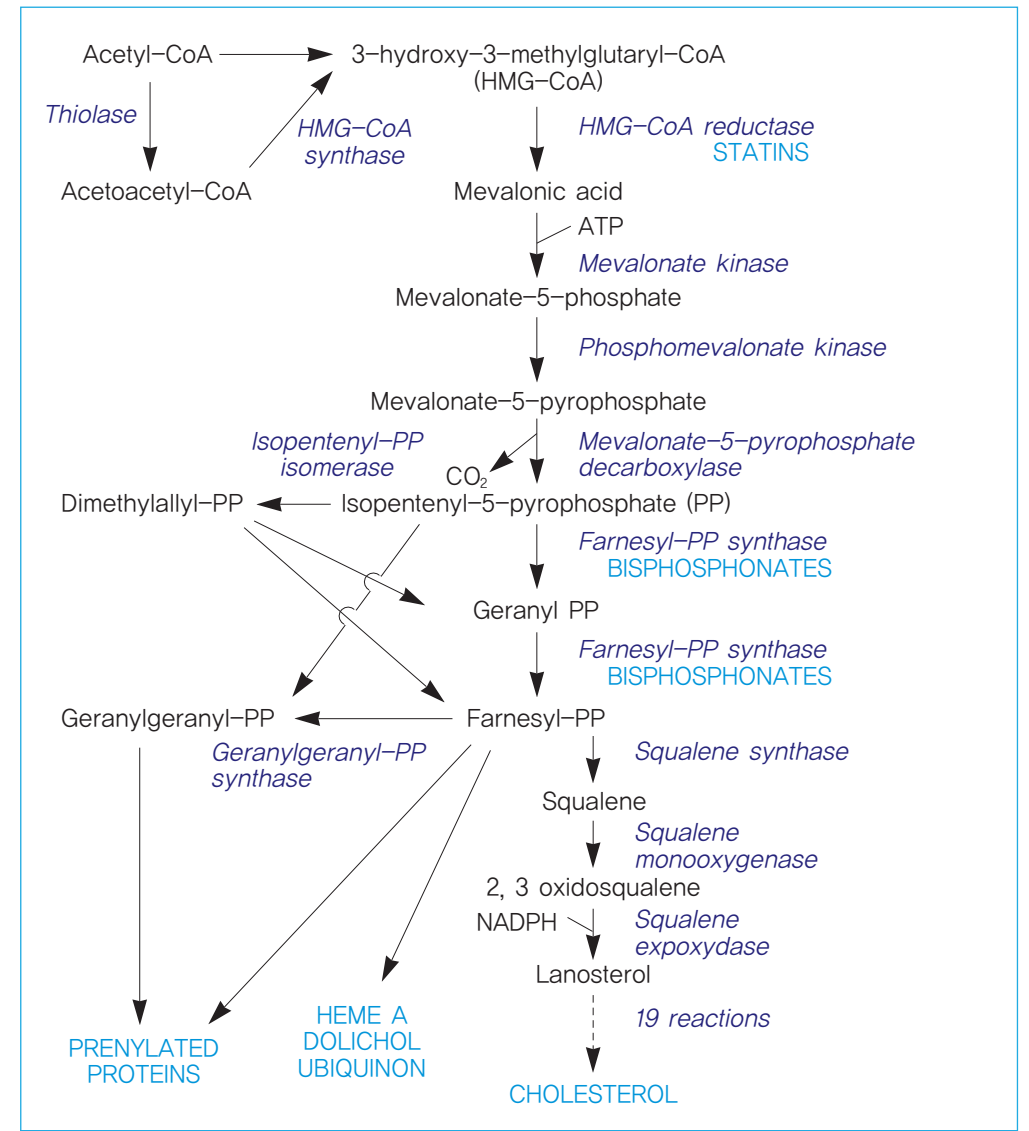 Acetyl–CoA
3–hydroxy–3–methylglutaryl–CoA
(HMG–CoA)
Thiolase
HMG–CoA
synthase
HMG–CoA reductase
STATINS
Acetoacetyl–CoA
Mevalonic acid
ATP
Mevalonate kinase
Mevalonate–5–phosphate
Phosphomevalonate kinase
Mevalonate–5–pyrophosphate
Isopentenyl–PP
isomerase
Mevalonate–5–pyrophosphate
decarboxylase
CO₂
Dimethylallyl–PP
Isopentenyl–5–pyrophosphate (PP)
Farnesyl–PP synthase
BISPHOSPHONATES
Geranyl PP
Farnesyl–PP synthase
BISPHOSPHONATES
Geranylgeranyl–PP
Farnesyl–PP
Geranylgeranyl–PP
synthase
Squalene synthase
Squalene
Squalene
monooxygenase
2, 3 oxidosqualene
NADPH
Squalene
expoxydase
Lanosterol
19 reactions
PRENYLATED
PROTEINS
HEME A
DOLICHOL
UBIQUINON
CHOLESTEROL